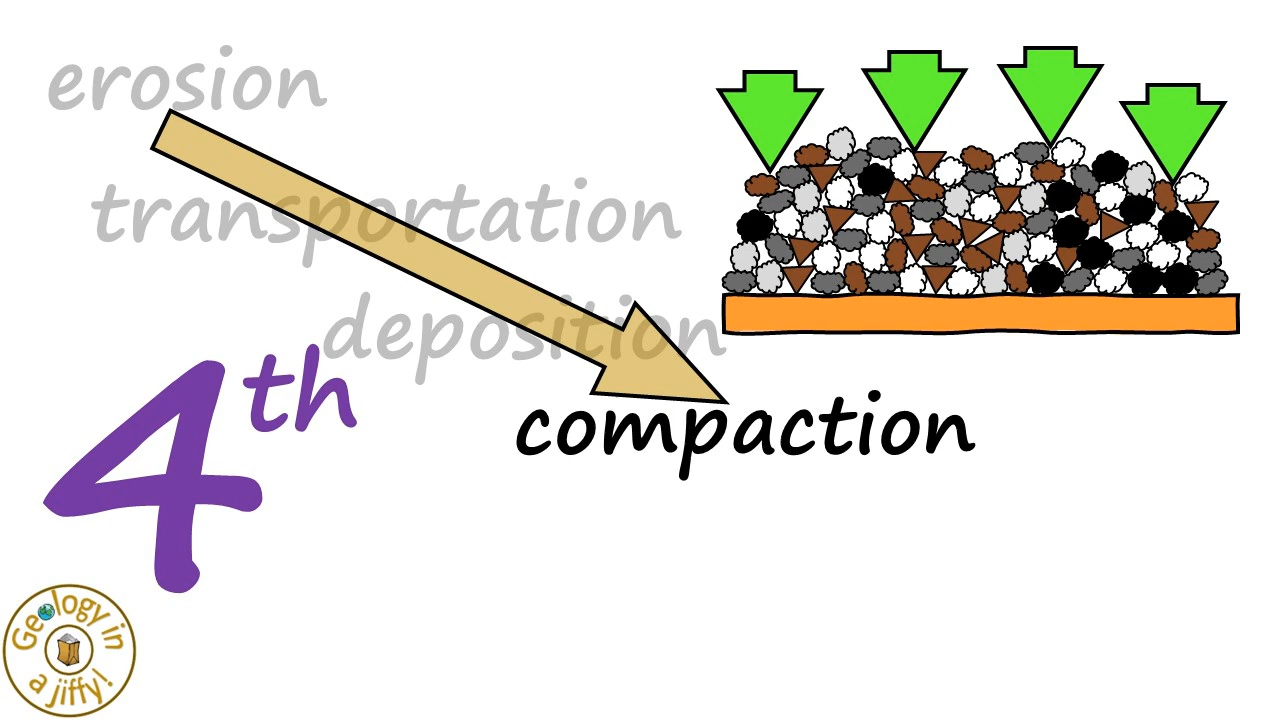 erosion
transportation
deposition
4th
compaction
Geology in
a jiffy!